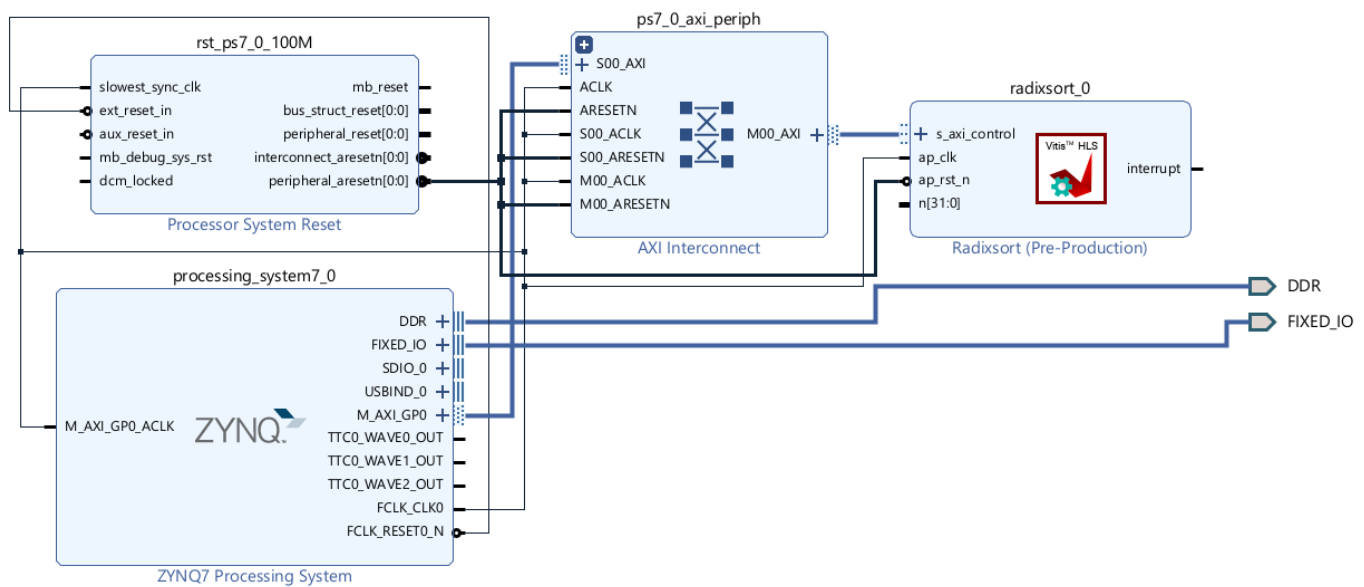 rst_ps7_0_100M
slowest_sync_clk
ext_reset_in
aux_reset_in
mb_debug_sys_rst
dcm_locked
mb_reset
bus_struct_reset[0:0]
peripheral_reset[0:0]
interconnect_aresetn[0:0]
peripheral_aresetn[0:0]
Processor System Reset
ps7_0_axi_periph
S00_AXI
ACLK
ARESETN
S00_ACLK
S00_ARESETN
M00_ACLK
M00_ARESETN
M00_AXI
AXI Interconnect
radixsort_0
s_axi_control
ap_clk
ap_rst_n
n[31:0]
Vitis™ HLS
interrupt
Radixsort (Pre-Production)
processing_system7_0
M_AXI_GP0_ACLK
ZYNQ
DDR
FIXED_IO
SDIO_0
USBIND_0
M_AXI_GP0
TTC0_WAVE0_OUT
TTC0_WAVE1_OUT
TTC0_WAVE2_OUT
FCLK_CLK0
FCLK_RESET0_N
ZYNQ7 Processing System
DDR
FIXED_IO